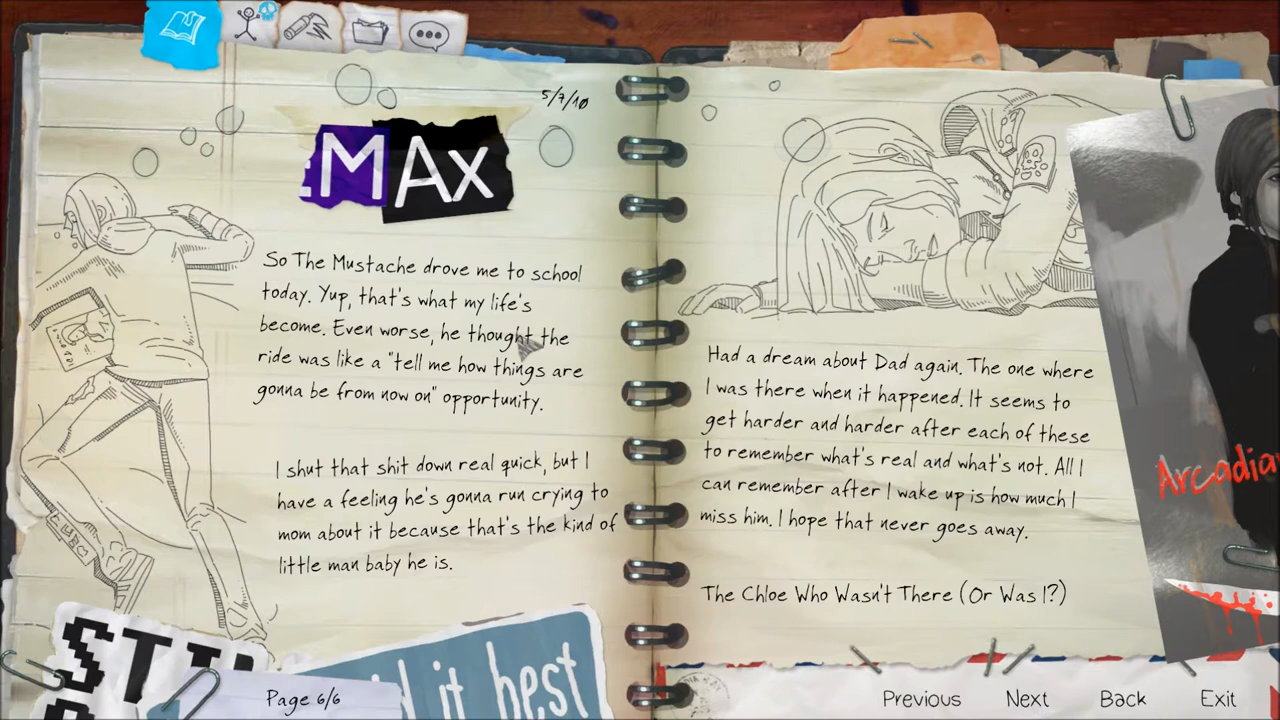 5/7/10
MAx
So The Mustache drove me to school
today. Yup, that's what my life's
become. Even worse, he thought the
ride was like a "tell me how things are
gonna be from now on" opportunity.
I shut that shit down real quick, but I
have a feeling he's gonna run crying to
mom about it because that's the kind of
little man baby he is.
Page 6/6
it best
Had a dream about Dad again. The one where
I was there when it happened. It seems to
get harder and harder after each of these
to remember what's real and what's not. All I
can remember after I wake up is how much I
miss him. I hope that never goes away.
The Chloe Who Wasn't There (Or Was I?)
Arcadia
Previous
Next
Back
Exit